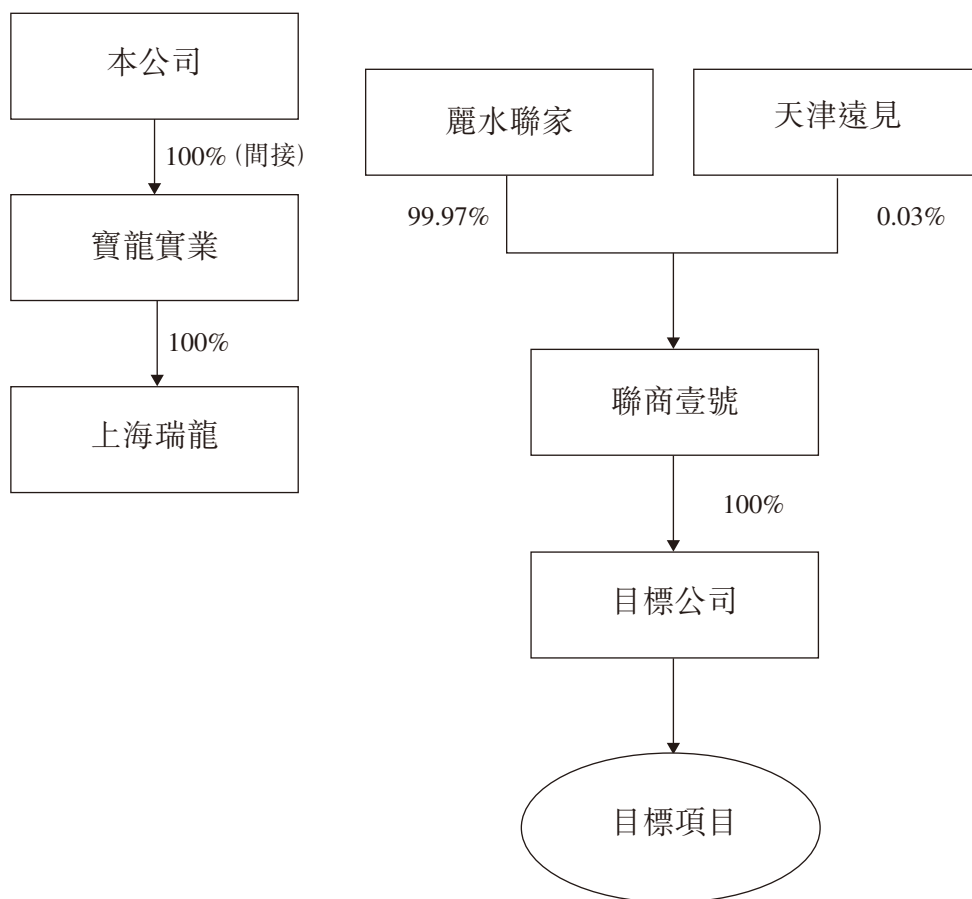 本公司
100% (間接)
寶龍實業
100%
上海瑞龍
麗水聯家
天津遠見
99.97%
0.03%
聯商壹號
100%
目標公司
目標項目